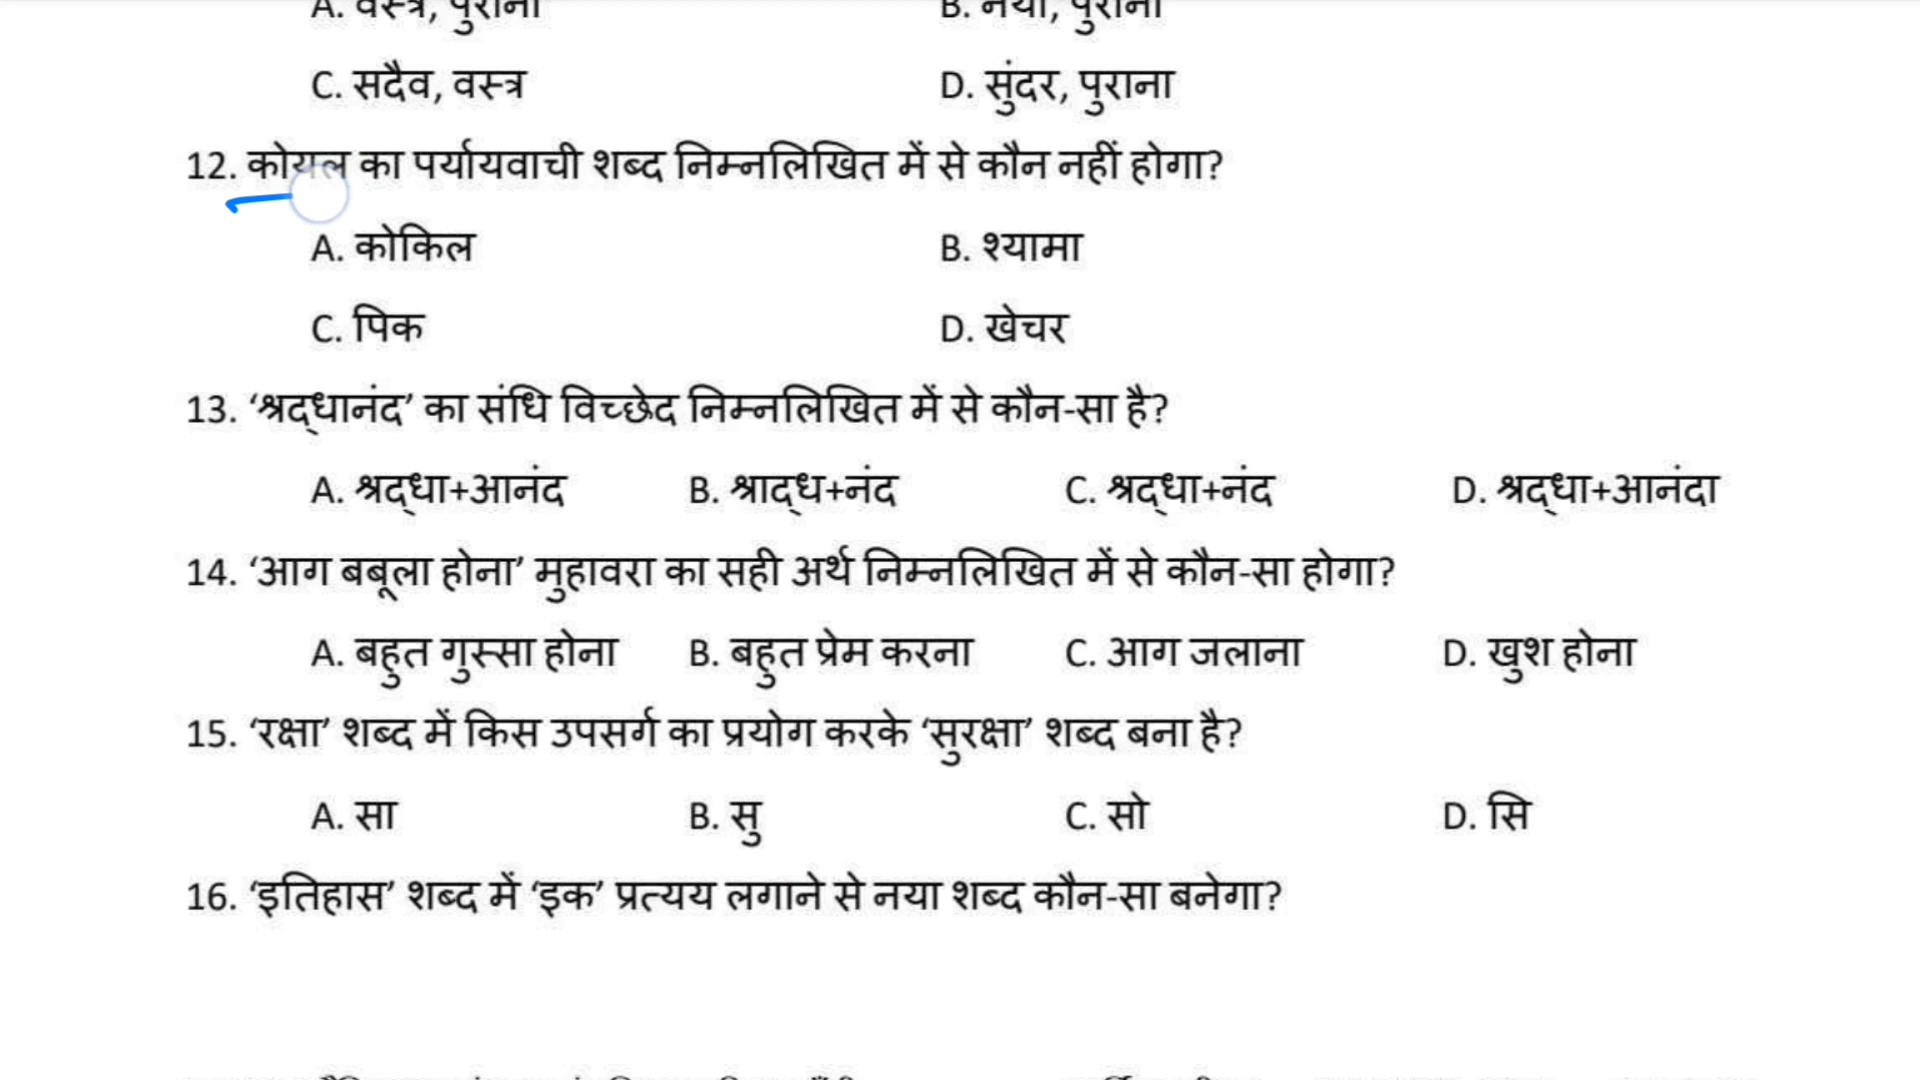 A. वस्त्र, पुराना B. नया, पुराना
C. सदैव, वस्त्र D. सुंदर, पुराना
12. कोयल का पर्यायवाची शब्द निम्नलिखित में से कौन नहीं होगा?
A. कोकिल B. श्यामा
C. पिक D. खेचर
13. ‘श्रद्‌धानंद’ का संधि विच्छेद निम्नलिखित में से कौन-सा है?
A. श्रद्‌धा+आनंद B. श्राद्‌ध+नंद C. श्रद्‌धा+नंद D. श्रद्‌धा+आनंदा
14. ‘आग बबूला होना’ मुहावरा का सही अर्थ निम्नलिखित में से कौन-सा होगा?
A. बहुत गुस्सा होना B. बहुत प्रेम करना C. आग जलाना D. खुश होना
15. ‘रक्षा’ शब्द में किस उपसर्ग का प्रयोग करके ‘सुरक्षा’ शब्द बना है?
A. सा B. सु C. सो D. सि
16. ‘इतिहास’ शब्द में ‘इक’ प्रत्यय लगाने से नया शब्द कौन-सा बनेगा?